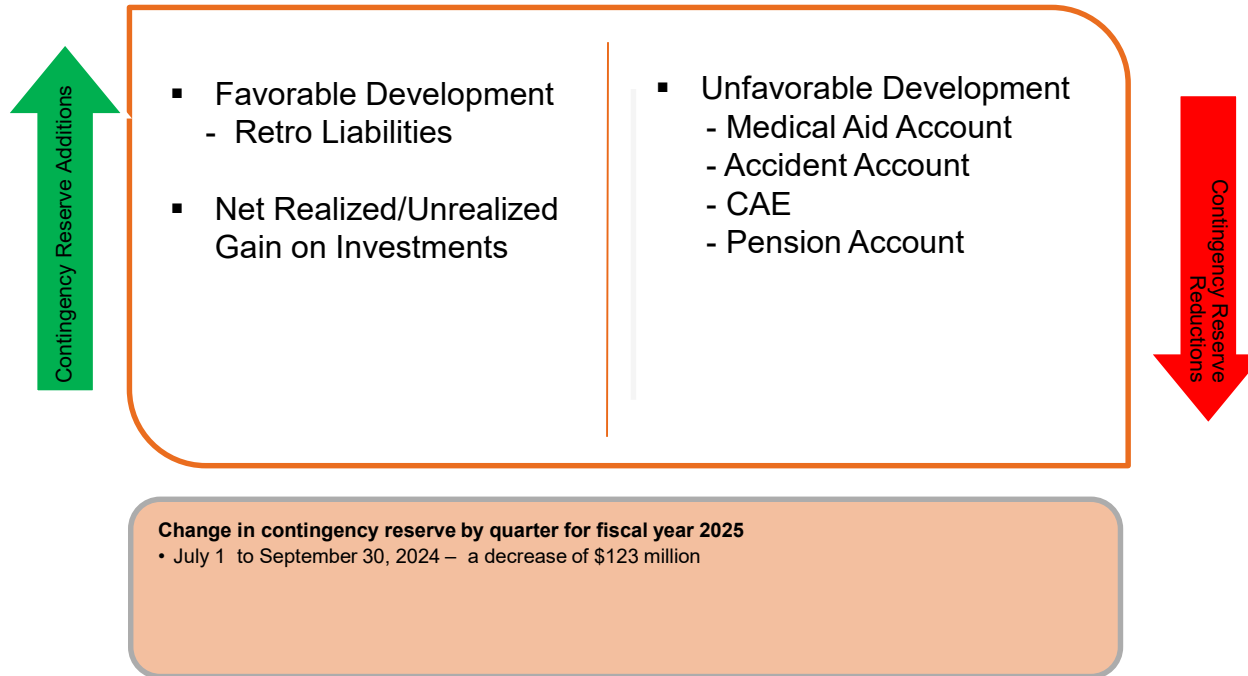 Contingency Reserve Additions
▪ Favorable Development
- Retro Liabilities
▪ Net Realized/Unrealized
Gain on Investments
▪ Unfavorable Development
- Medical Aid Account
- Accident Account
- CAE
- Pension Account
Contingency Reserve
Reductions
Change in contingency reserve by quarter for fiscal year 2025
• July 1 to September 30, 2024 – a decrease of $123 million